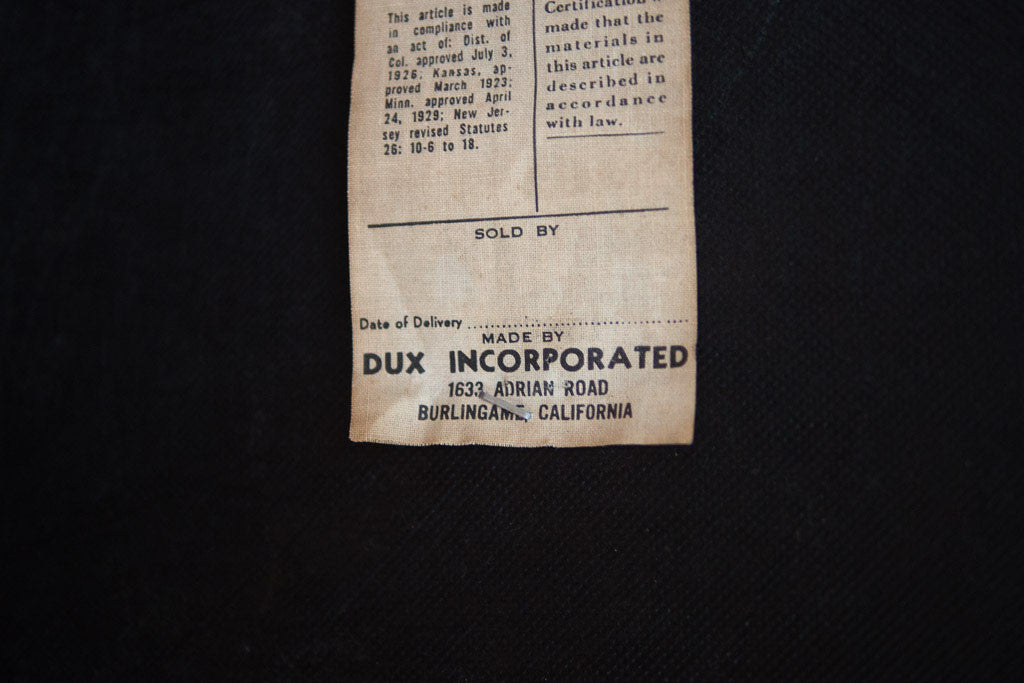 This article is made
in compliance with
an act of: Dist. of
Col. approved July 3,
1926; Kansas, ap-
proved March 1923;
Minn. approved April
24, 1929; New Jer-
sey revised Statutes
26: 10-6 to 18.
Certification
made that the
materials in
this article are
described in
accordance
with law.
SOLD BY
Date of Delivery
MADE BY
DUX INCORPORATED
1633 ADRIAN ROAD
BURLINGAME, CALIFORNIA